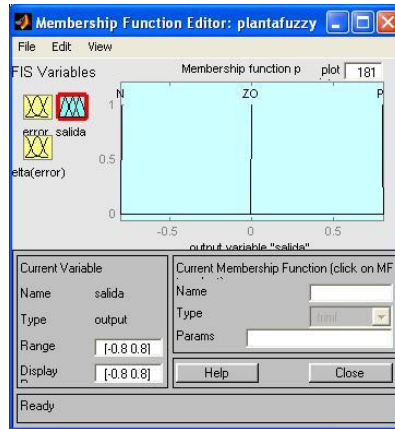 Membership Function Editor: plantafuzzy
File Edit View
FIS Variables
Membership function p plot 181
N ZO P
1
error salida
0.5
elta(error)
0
-0.5 0 0.5
output variable "salida"
Current Variable
Name salida
Type output
Range [-0.8 0.8]
Display [-0.8 0.8]
Current Membership Function (click on MF
Name
Type trimf
Params
Help Close
Ready